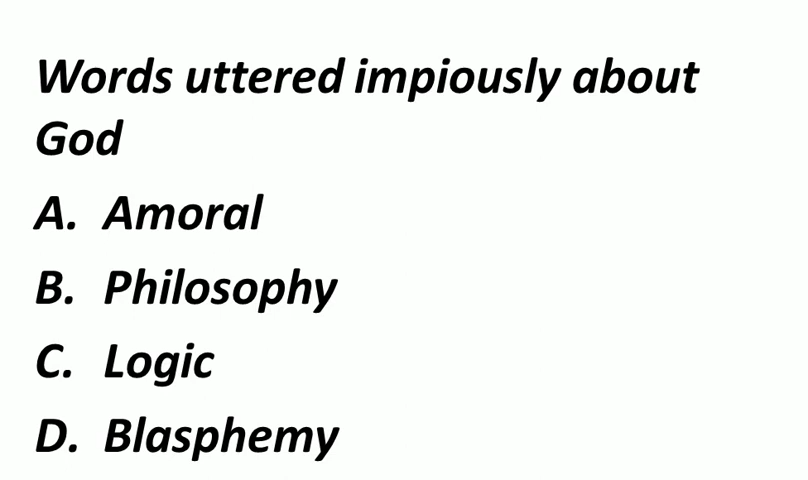 Words uttered impiously about
God
A. Amoral
B. Philosophy
C. Logic
D. Blasphemy